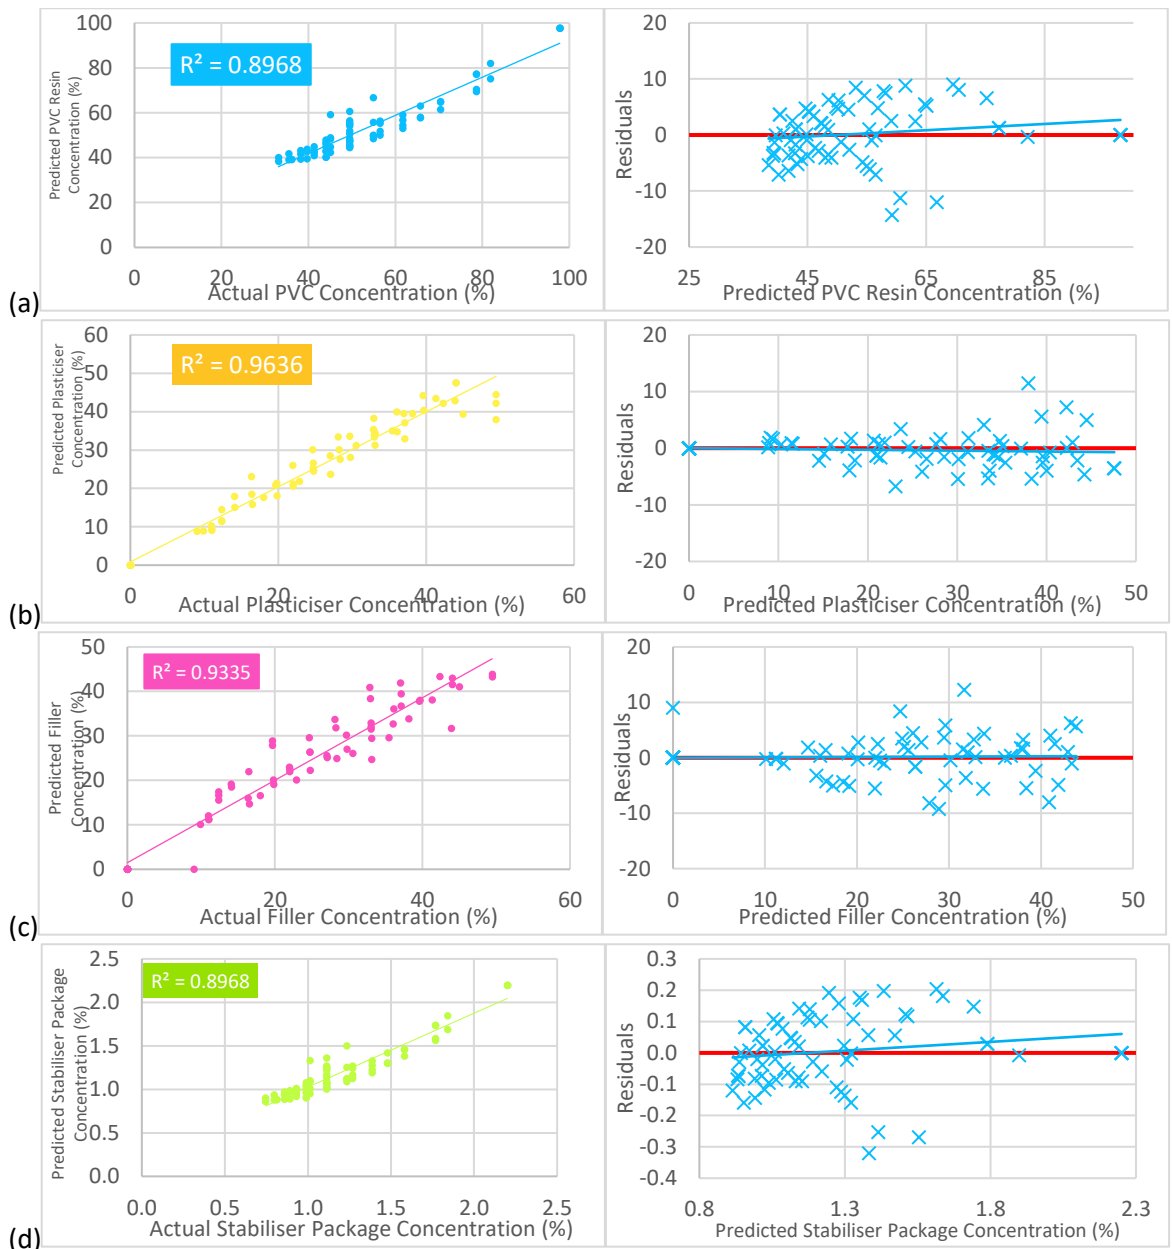 100
80
60
40
20
0
Predicted PVC Resin
Concentration (%)
R² = 0.8968
0 20 40 60 80 100
Actual PVC Concentration (%)
20
10
0
-10
-20
Residuals
25 45 65 85
Predicted PVC Resin Concentration (%)
(a)
60
50
40
30
20
10
0
Predicted Plasticiser
Concentration (%)
R² = 0.9636
0 20 40 60
Actual Plasticiser Concentration (%)
20
10
0
-10
-20
Residuals
0 10 20 30 40 50
Predicted Plasticiser Concentration (%)
(b)
50
40
30
20
10
0
Predicted Filler
Concentration (%)
R² = 0.9335
0 20 40 60
Actual Filler Concentration (%)
20
10
0
-10
-20
Residuals
0 10 20 30 40 50
Predicted Filler Concentration (%)
(c)
2.5
2.0
1.5
1.0
0.5
0.0
Predicted Stabiliser Package
Concentration (%)
R² = 0.8968
0.0 0.5 1.0 1.5 2.0 2.5
Actual Stabiliser Package Concentration (%)
0.3
0.2
0.1
0.0
-0.1
-0.2
-0.3
-0.4
Residuals
0.8 1.3 1.8 2.3
Predicted Stabiliser Package Concentration (%)
(d)